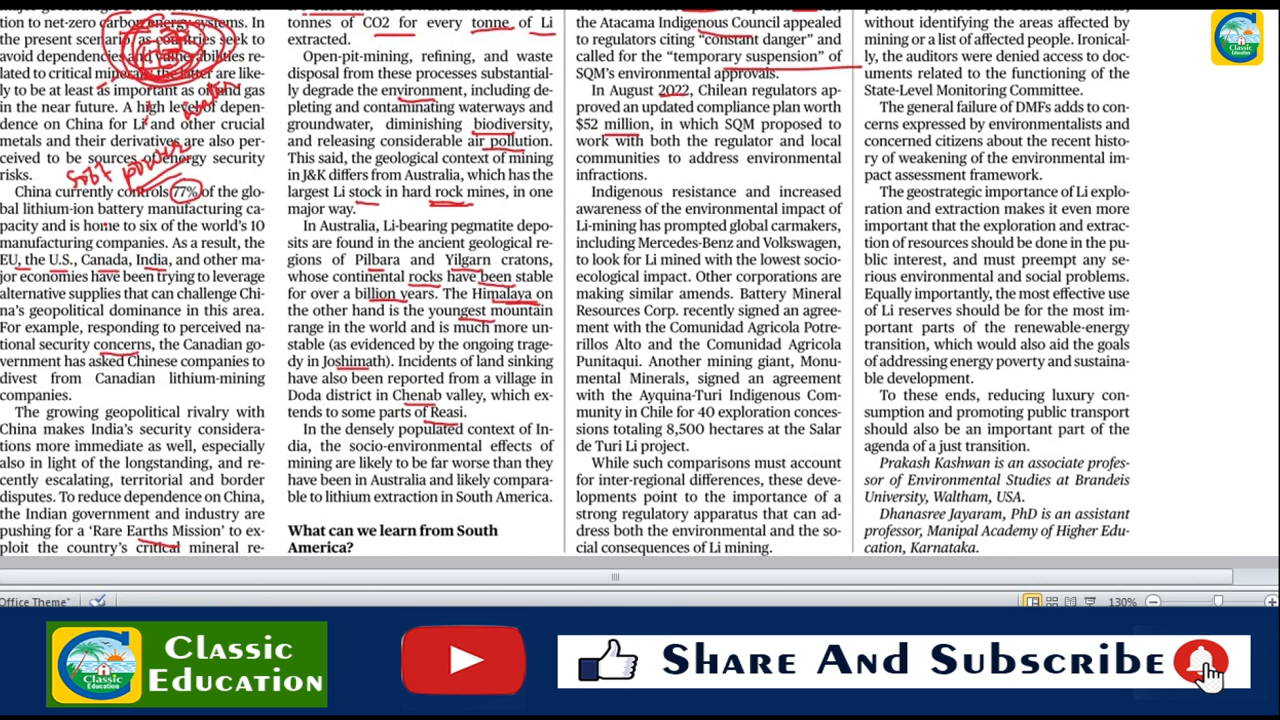 tion to net-zero carbon energy systems. In
the present scenario, as countries seek to
avoid dependencies and vulnerabilities re-
lated to critical minerals, the latter are like-
ly to be at least as important as oil and gas
in the near future. A high level of depen-
dence on China for Li and other crucial
metals and their derivatives are also per-
ceived to be sources of energy security
risks.
China currently controls 77% of the glo-
bal lithium-ion battery manufacturing ca-
pacity and is home to six of the world's 10
manufacturing companies. As a result, the
EU, the U.S., Canada, India, and other ma-
jor economies have been trying to leverage
alternative supplies that can challenge Chi-
na's geopolitical dominance in this area.
For example, responding to perceived na-
tional security concerns, the Canadian go-
vernment has asked Chinese companies to
divest from Canadian lithium-mining
companies.
The growing geopolitical rivalry with
China makes India's security considera-
tions more immediate as well, especially
also in light of the longstanding, and re-
cently escalating, territorial and border
disputes. To reduce dependence on China,
the Indian government and industry are
pushing for a 'Rare Earths Mission' to ex-
ploit the country's critical mineral re-
Soft power
tonnes of CO2 for every tonne of Li
extracted.
Open-pit-mining, refining, and waste
disposal from these processes substantial-
ly degrade the environment, including de-
pleting and contaminating waterways and
groundwater, diminishing biodiversity,
and releasing considerable air pollution.
This said, the geological context of mining
in J&K differs from Australia, which has the
largest Li stock in hard rock mines, in one
major way.
In Australia, Li-bearing pegmatite depo-
sits are found in the ancient geological re-
gions of Pilbara and Yilgarn cratons,
whose continental rocks have been stable
for over a billion years. The Himalaya on
the other hand is the youngest mountain
range in the world and is much more un-
stable (as evidenced by the ongoing trage-
dy in Joshimath). Incidents of land sinking
have also been reported from a village in
Doda district in Chenab valley, which ex-
tends to some parts of Reasi.
In the densely populated context of In-
dia, the socio-environmental effects of
mining are likely to be far worse than they
have been in Australia and likely compara-
ble to lithium extraction in South America.
What can we learn from South
America?
the Atacama Indigenous Council appealed
to regulators citing "constant danger" and
called for the "temporary suspension" of
SQM's environmental approvals.
In August 2022, Chilean regulators ap-
proved an updated compliance plan worth
$52 million, in which SQM proposed to
work with both the regulator and local
communities to address environmental
infractions.
Indigenous resistance and increased
awareness of the environmental impact of
Li-mining has prompted global carmakers,
including Mercedes-Benz and Volkswagen,
to look for Li mined with the lowest socio-
ecological impact. Other corporations are
making similar amends. Battery Mineral
Resources Corp. recently signed an agree-
ment with the Comunidad Agricola Potre-
rillos Alto and the Comunidad Agricola
Punitaqui. Another mining giant, Monu-
mental Minerals, signed an agreement
with the Ayquina-Turi Indigenous Com-
munity in Chile for 40 exploration conces-
sions totaling 8,500 hectares at the Salar
de Turi Li project.
While such comparisons must account
for inter-regional differences, these deve-
lopments point to the importance of a
strong regulatory apparatus that can ad-
dress both the environmental and the so-
cial consequences of Li mining.
without identifying the areas affected by
mining or a list of affected people. Ironical-
ly, the auditors were denied access to doc-
uments related to the functioning of the
State-Level Monitoring Committee.
The general failure of DMFs adds to con-
cerns expressed by environmentalists and
concerned citizens about the recent histo-
ry of weakening of the environmental im-
pact assessment framework.
The geostrategic importance of Li explo-
ration and extraction makes it even more
important that the exploration and extrac-
tion of resources should be done in the pu-
blic interest, and must preempt any se-
rious environmental and social problems.
Equally importantly, the most effective use
of Li reserves should be for the most im-
portant parts of the renewable-energy
transition, which would also aid the goals
of addressing energy poverty and sustaina-
ble development.
To these ends, reducing luxury con-
sumption and promoting public transport
should also be an important part of the
agenda of a just transition.
Prakash Kashwan is an associate profes-
sor of Environmental Studies at Brandeis
University, Waltham, USA.
Dhanasree Jayaram, PhD is an assistant
professor, Manipal Academy of Higher Edu-
cation, Karnataka.
Classic
Education
Office Theme"
130%
Classic
Education
Classic
Education
Share And Subscribe